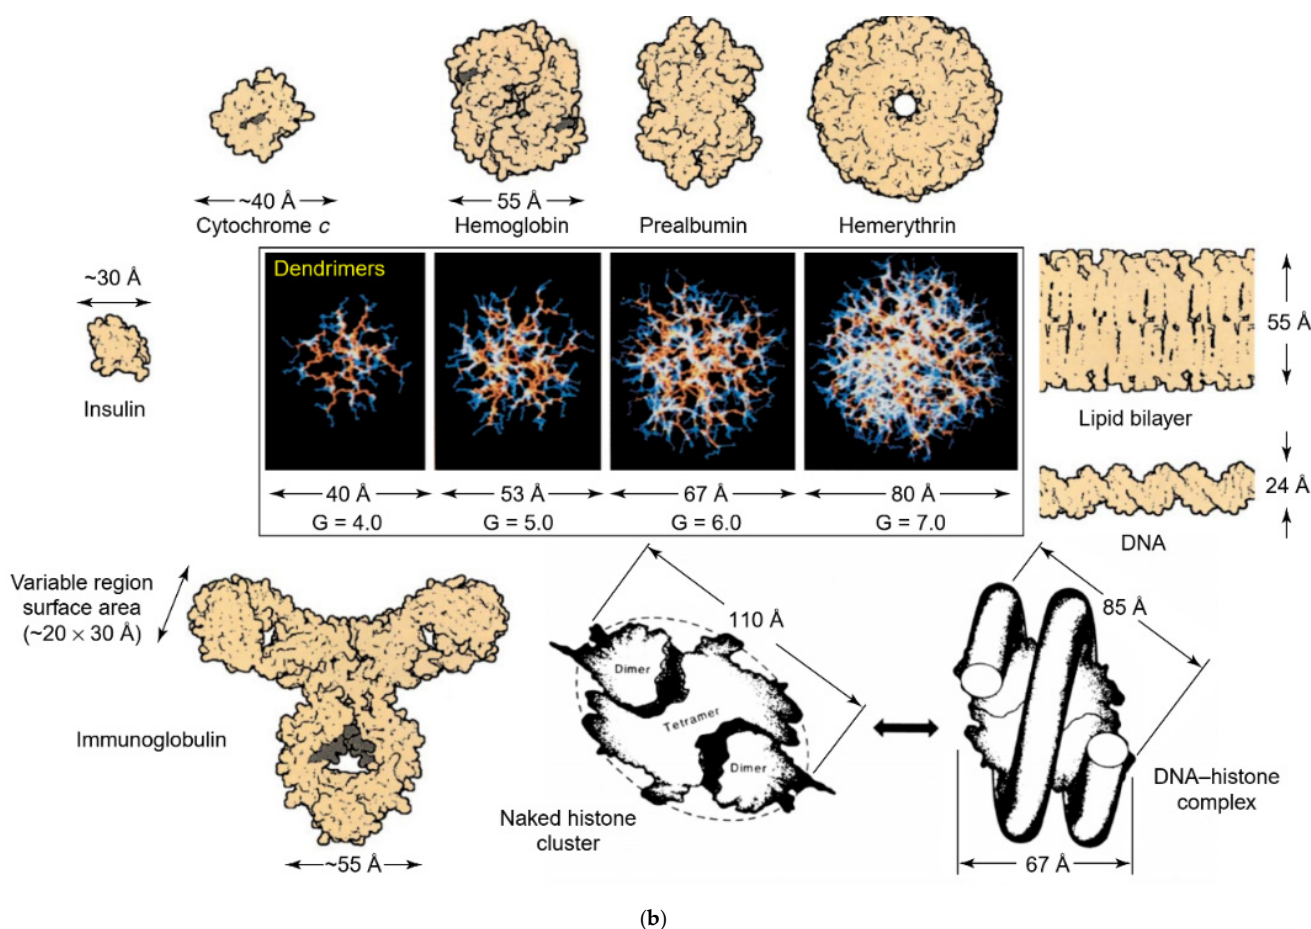 ~40 Å
Cytochrome c
55 Å
Hemoglobin
Prealbumin
Hemerythrin
~30 Å
Insulin
Dendrimers
40 Å
G = 4.0
53 Å
G = 5.0
67 Å
G = 6.0
80 Å
G = 7.0
55 Å
Lipid bilayer
24 Å
DNA
Variable region
surface area
(~20 × 30 Å)
Immunoglobulin
~55 Å
110 Å
Dimer
Tetramer
Dimer
Naked histone
cluster
85 Å
DNA–histone
complex
67 Å
(b)